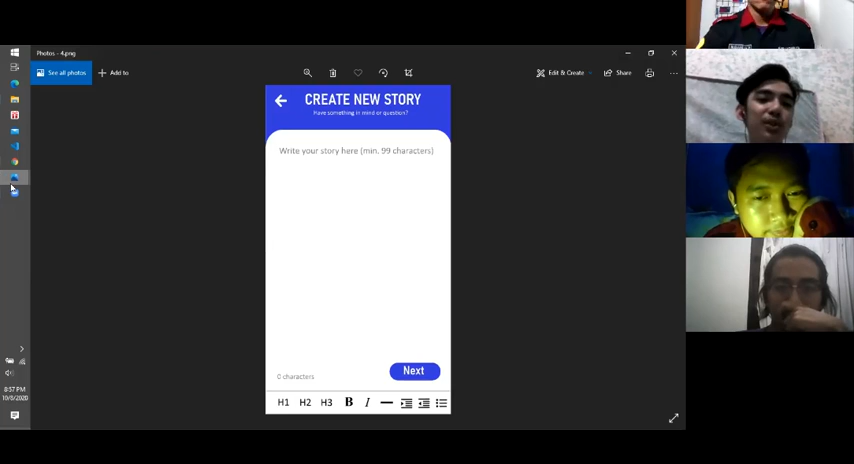 Photos - 4.png
See all photos
Add to
Edit & Create
Share
CREATE NEW STORY
Have something in mind or question?
Write your story here (min. 99 characters)
0 characters
Next
H1 H2 H3 B I
8:57 PM
10/8/2020